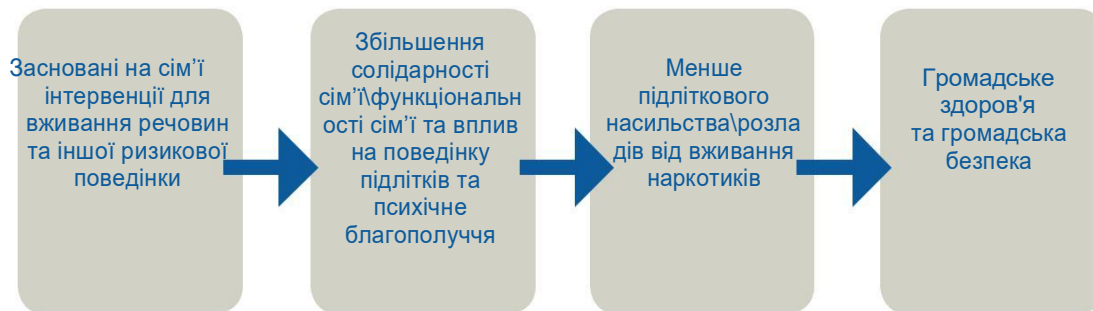 Засновані на сім’ї
інтервенції для
вживання речовин
та іншої ризикової
поведінки
Збільшення
солідарності
сім’ї\функціональн
ості сім’ї та вплив
на поведінку
підлітків та
психічне
благополуччя
Менше
підліткового
насильства\розла
дів від вживання
наркотиків
Громадське
здоров'я
та громадська
безпека